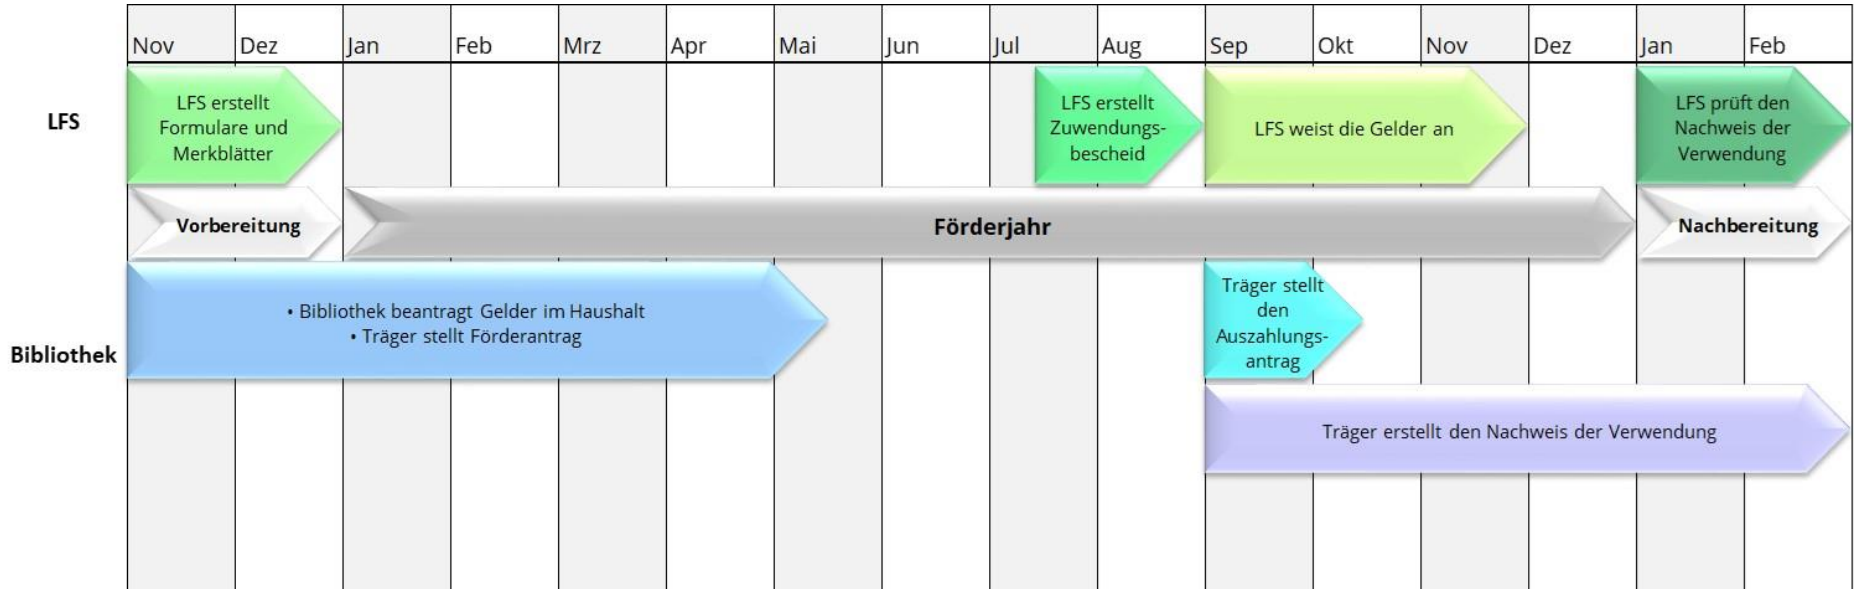 Nov Dez Jan Feb Mrz Apr Mai Jun Jul Aug Sep Okt Nov Dez Jan Feb
LFS
LFS erstellt
Formulare und
Merkblätter
LFS erstellt
Zuwendungs-
bescheid
LFS weist die Gelder an
LFS prüft den
Nachweis der
Verwendung
Vorbereitung
Förderjahr
Nachbereitung
Bibliothek
• Bibliothek beantragt Gelder im Haushalt
• Träger stellt Förderantrag
Träger stellt
den
Auszahlungs-
antrag
Träger erstellt den Nachweis der Verwendung